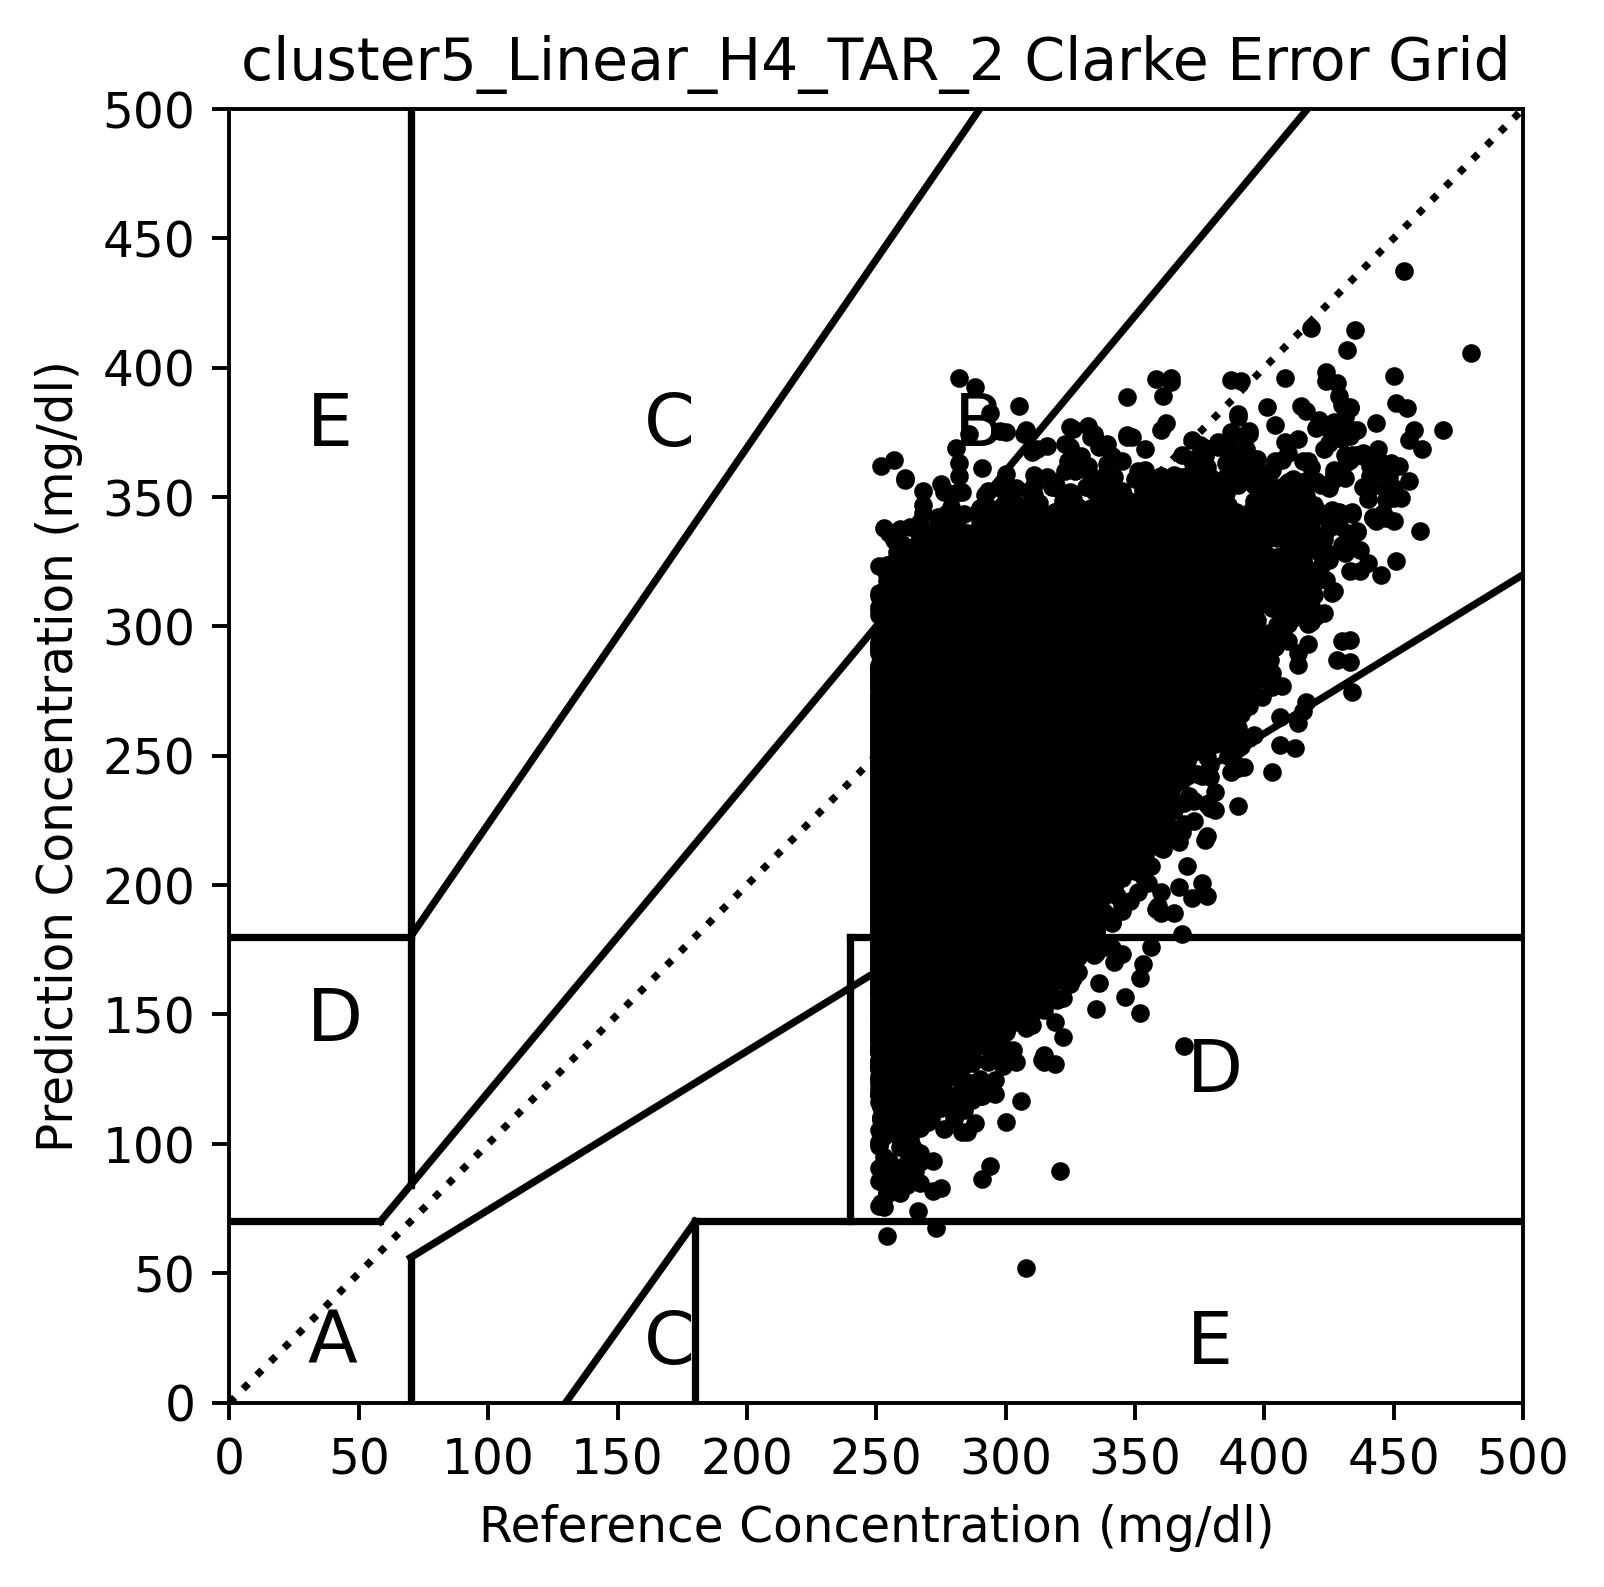 cluster5_Linear_H4_TAR_2 Clarke Error Grid
500
450
400
350
300
250
200
150
100
50
0
Prediction Concentration (mg/dl)
E
C
B
D
D
A
C
E
0 50 100 150 200 250 300 350 400 450 500
Reference Concentration (mg/dl)